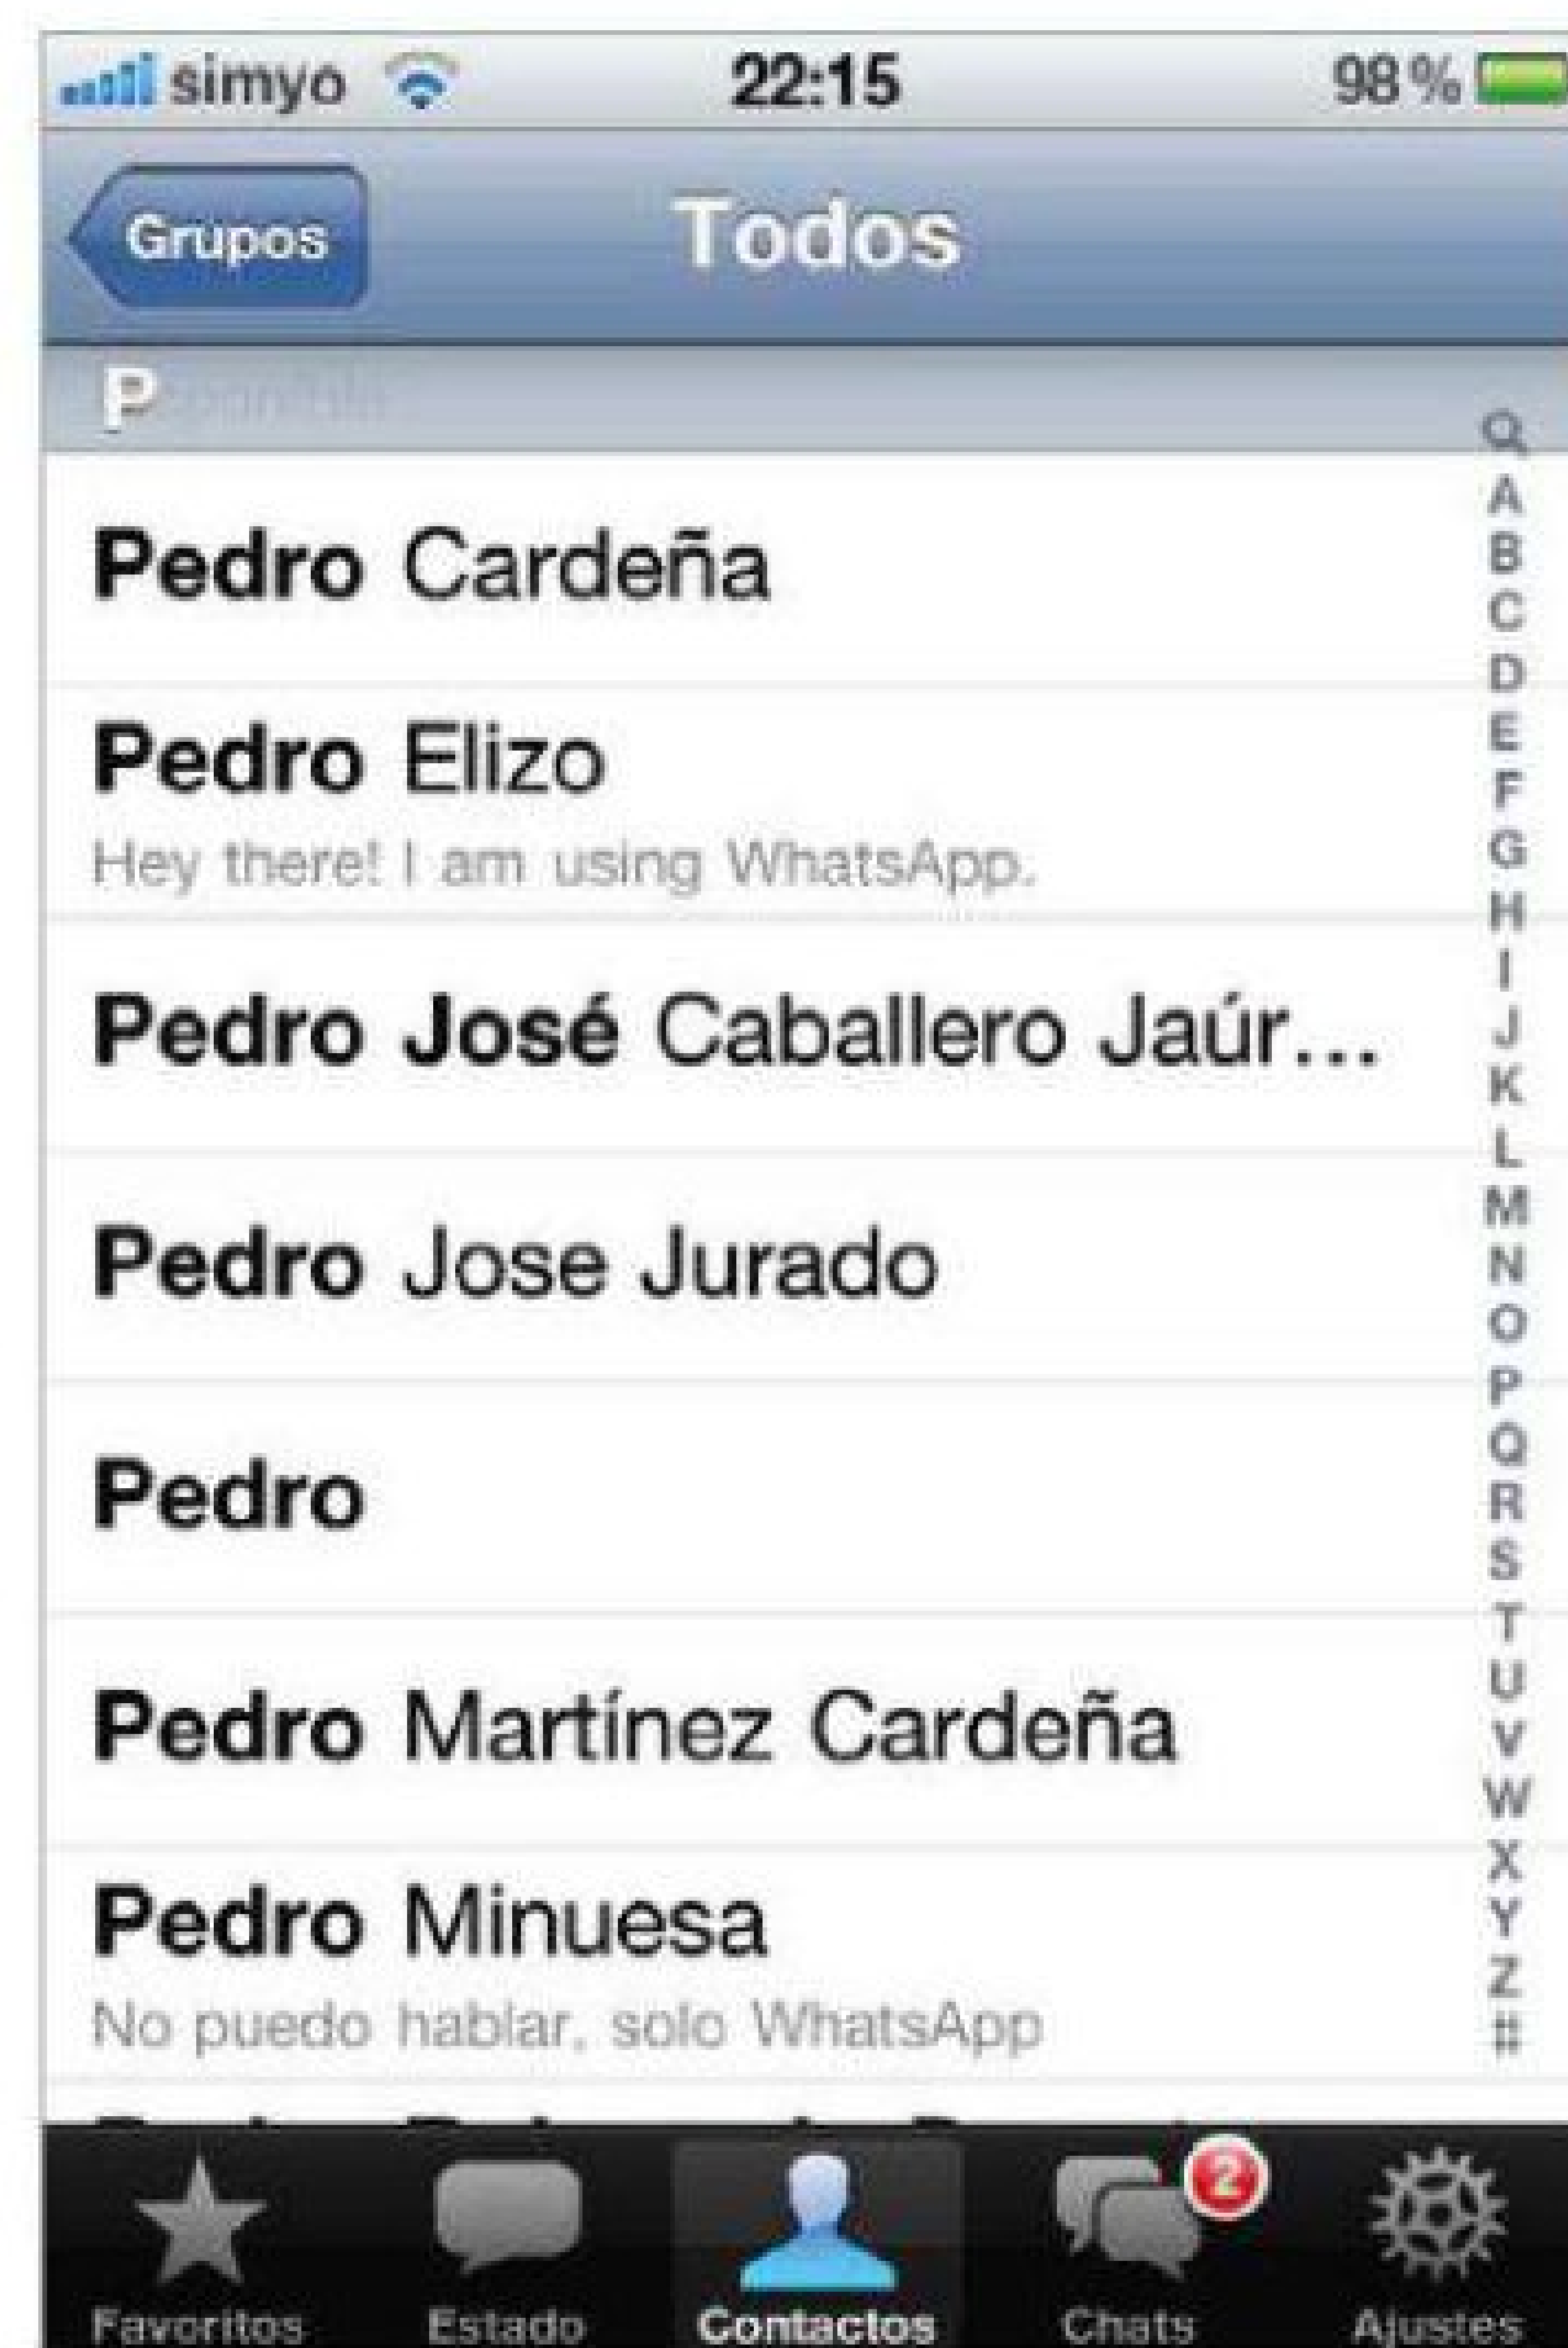 simyo 22:15 98 %
Grupos Todos
P
Pedro Cardeña
Pedro Elizo
Hey there! I am using WhatsApp.
Pedro José Caballero Jaúr...
Pedro Jose Jurado
Pedro
Pedro Martínez Cardeña
Pedro Minuesa
No puedo hablar, solo WhatsApp
A
B
C
D
E
F
G
H
I
J
K
L
M
N
O
P
Q
R
S
T
U
V
W
X
Y
Z
#
2
Favoritos Estado Contactos Chats Ajustes